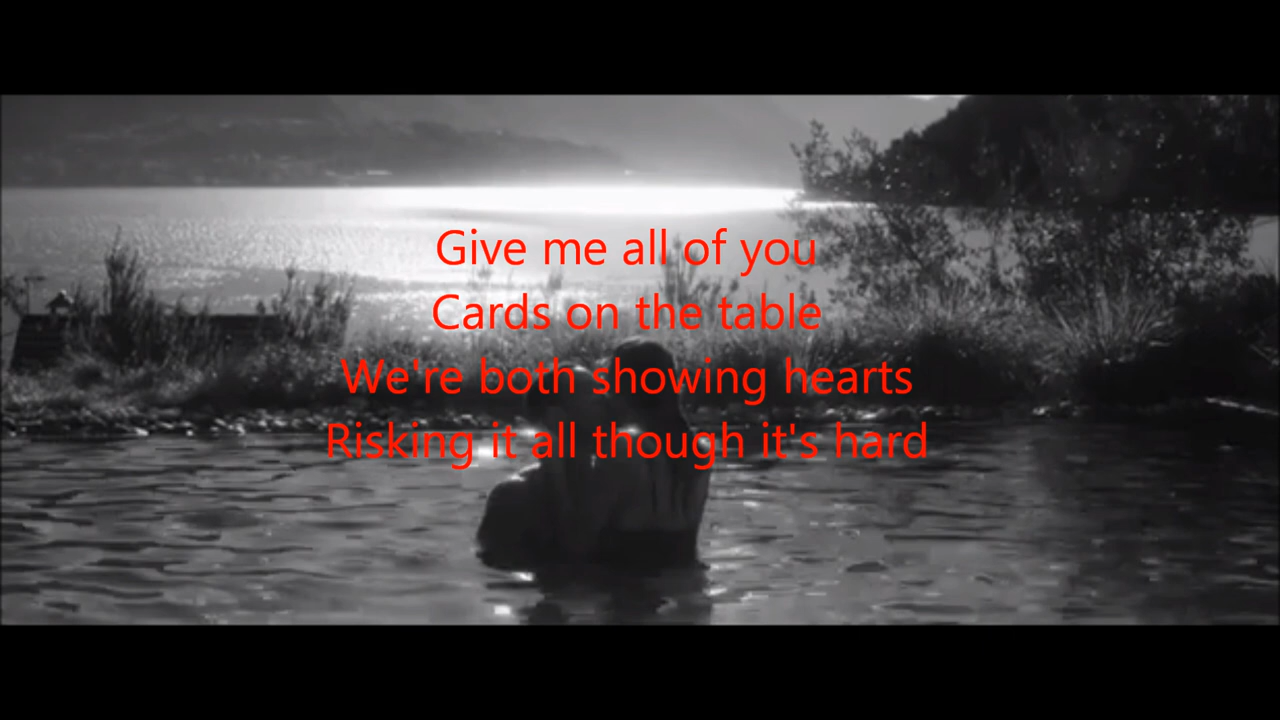 Give me all of you
Cards on the table
We're both showing hearts
Risking it all though it's hard